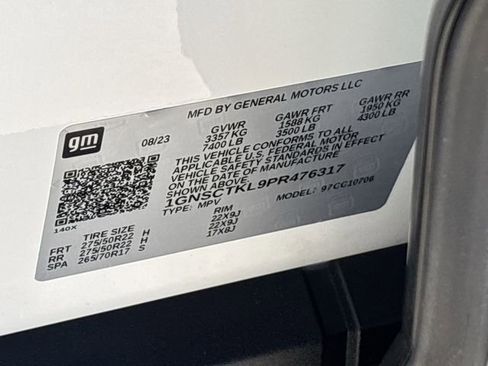 MFD BY GENERAL MOTORS LLC
gm 08/23 GVWR GAWR FRT GAWR RR
3357 KG 1588 KG 1950 KG
7400 LB 3500 LB 4300 LB
THIS VEHICLE CONFORMS TO ALL
APPLICABLE U.S. FEDERAL MOTOR
VEHICLE SAFETY STANDARDS IN EFFECT
ON THE DATE OF MANUFACTURE
SHOWN ABOVE.
1GNSCTKL9PR476317
TYPE: MPV MODEL: 97CC10706
140X
TIRE SIZE RIM
FRT 275/50R22 H 22X9J
RR 275/50R22 H 22X9J
SPA 265/70R17 S 17X8J